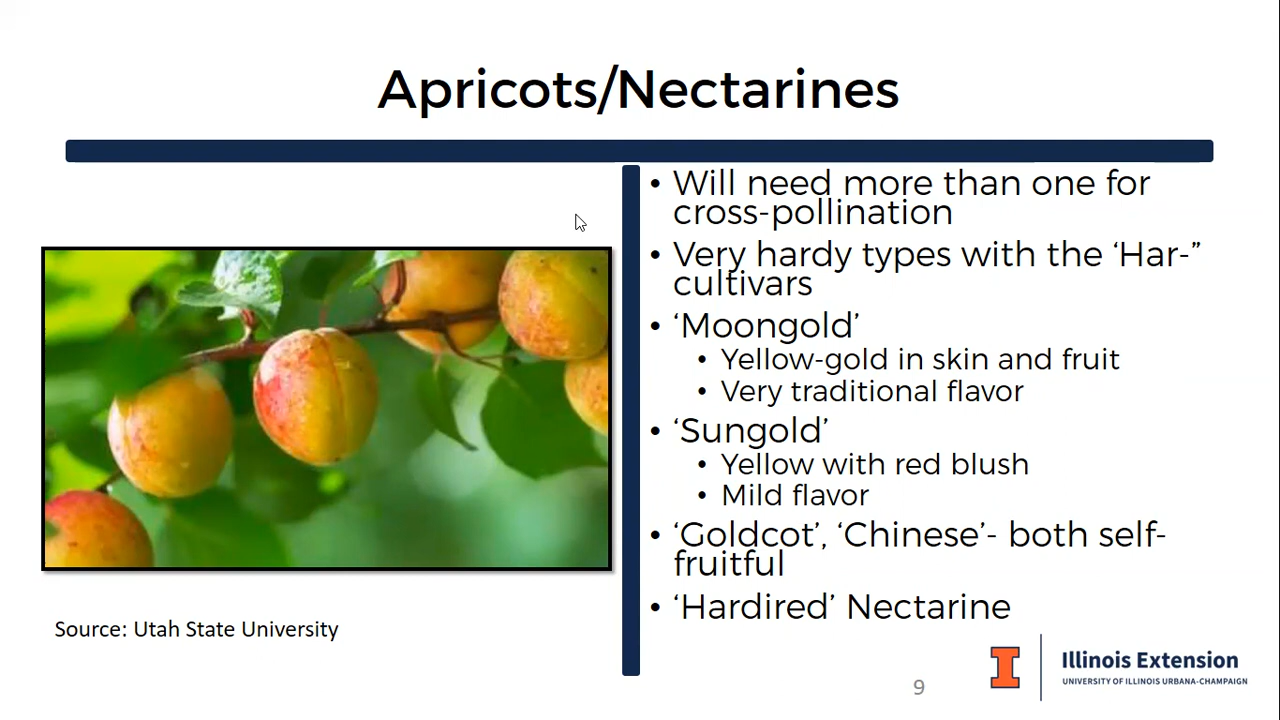 Apricots/Nectarines
• Will need more than one for
cross-pollination
• Very hardy types with the ‘Har-”
cultivars
• ‘Moongold’
• Yellow-gold in skin and fruit
• Very traditional flavor
• ‘Sungold’
• Yellow with red blush
• Mild flavor
• ‘Goldcot’, ‘Chinese’- both self-
fruitful
• ‘Hardired’ Nectarine
Source: Utah State University
9
Illinois Extension
UNIVERSITY OF ILLINOIS URBANA-CHAMPAIGN